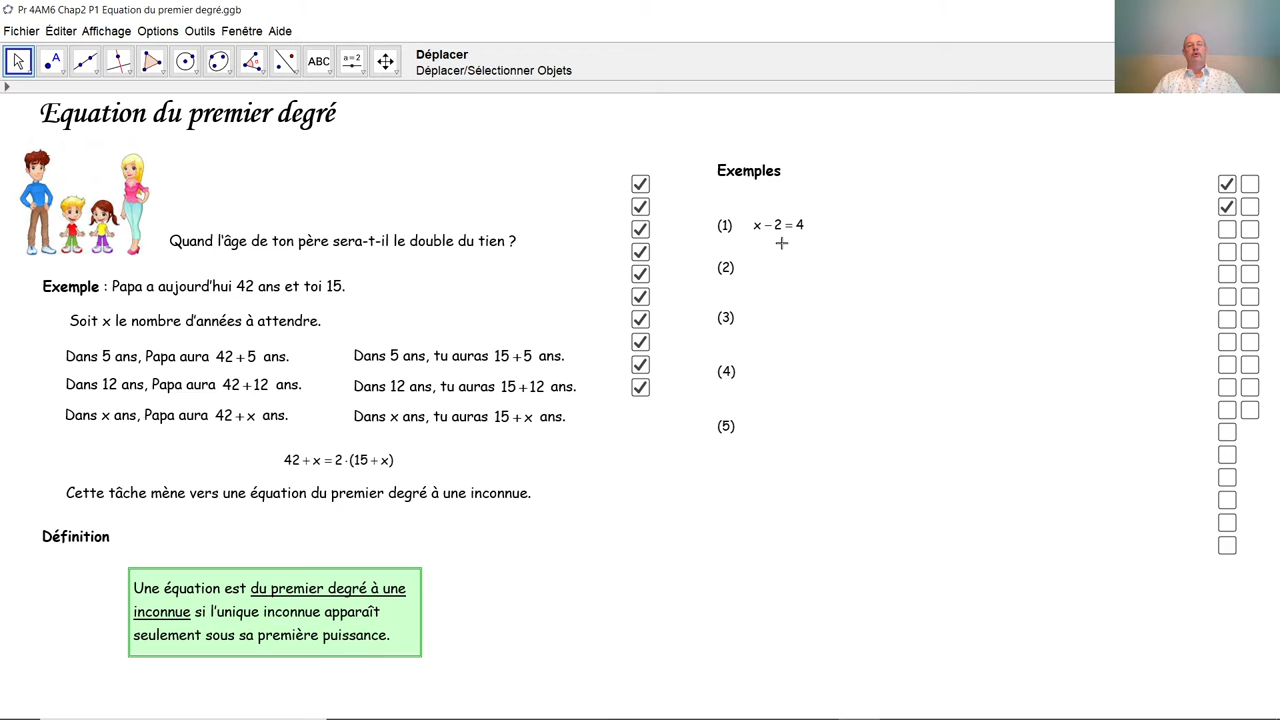 Pr 4AM6 Chap2 P1 Equation du premier degré.ggb
Fichier Éditer Affichage Options Outils Fenêtre Aide
A
ABC
a=2
Déplacer
Déplacer/Sélectionner Objets
Equation du premier degré
Quand l'âge de ton père sera-t-il le double du tien ?
Exemple : Papa a aujourd'hui 42 ans et toi 15.
Soit x le nombre d'années à attendre.
Dans 5 ans, Papa aura 42 + 5 ans. Dans 5 ans, tu auras 15 + 5 ans.
Dans 12 ans, Papa aura 42 + 12 ans. Dans 12 ans, tu auras 15 + 12 ans.
Dans x ans, Papa aura 42 + x ans. Dans x ans, tu auras 15 + x ans.
42 + x = 2 · (15 + x)
Cette tâche mène vers une équation du premier degré à une inconnue.
Définition
Une équation est du premier degré à une
inconnue si l'unique inconnue apparaît
seulement sous sa première puissance.
Exemples
(1) x − 2 = 4
(2)
(3)
(4)
(5)